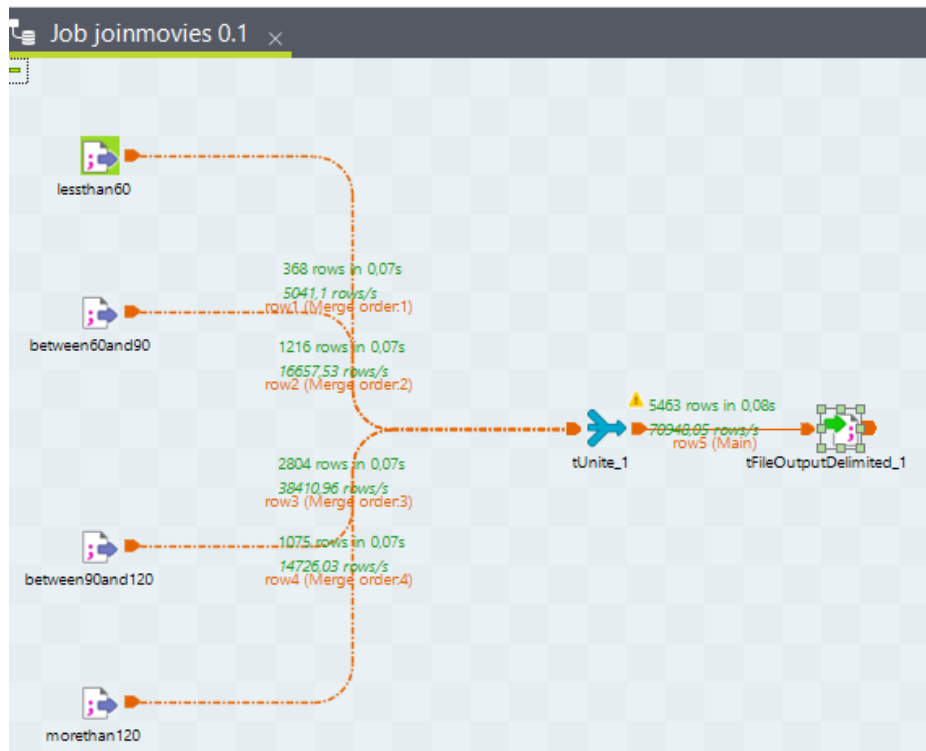 Job joinmovies 0.1
lessthan60
368 rows in 0,07s
5041,1 rows/s
row1 (Merge order:1)
between60and90
1216 rows in 0,07s
16657,53 rows/s
row2 (Merge order:2)
5463 rows in 0,08s
70948,05 rows/s
row5 (Main)
tUnite_1
tFileOutputDelimited_1
2804 rows in 0,07s
38410,96 rows/s
row3 (Merge order:3)
1075 rows in 0,07s
14726,03 rows/s
row4 (Merge order:4)
between90and120
morethan120